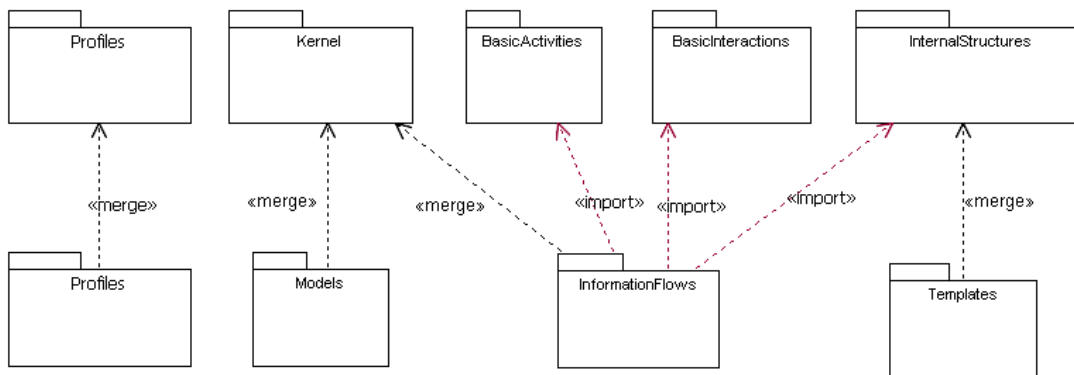 Profiles
Kernel
BasicActivities
BasicInteractions
InternalStructures
«merge»
«merge»
«merge»
«import»
«import»
«import»
«merge»
Profiles
Models
InformationFlows
Templates